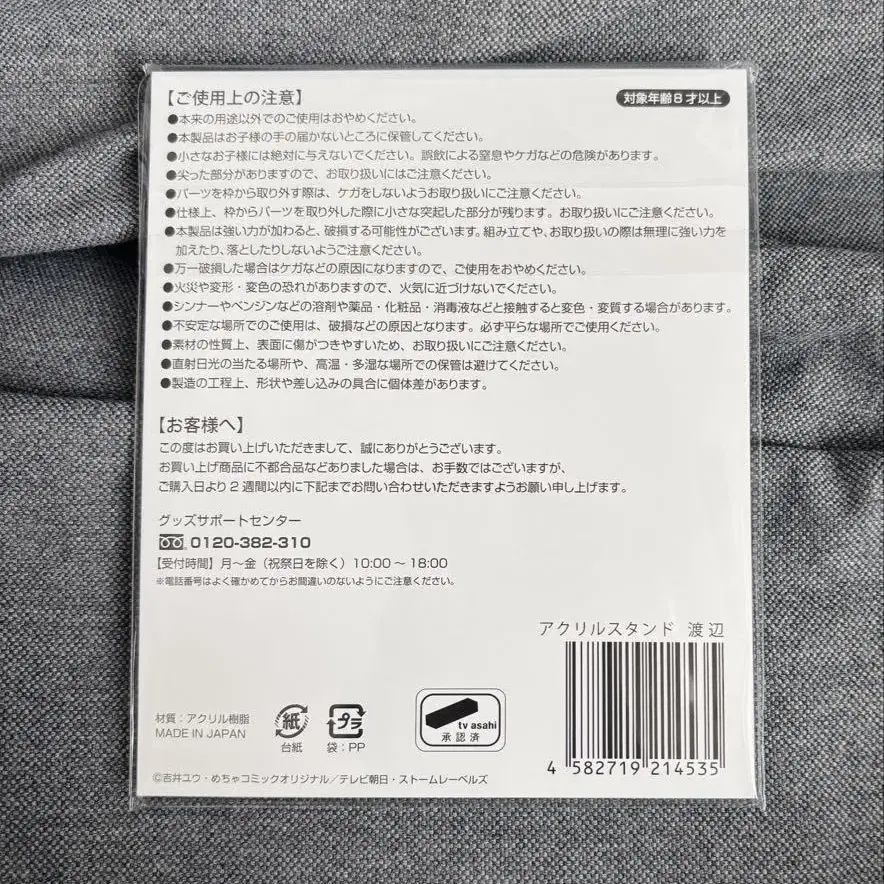 【ご使用上の注意】
対象年齢8才以上
●本来の用途以外でのご使用はおやめください。
●本製品はお子様の手の届かないところに保管してください。
●小さなお子様には絶対に与えないでください。誤飲による窒息やケガなどの危険があります。
●尖った部分がありますので、お取り扱いにはご注意ください。
●パーツを枠から取り外す際は、ケガをしないようお取り扱いにご注意ください。
●仕様上、枠からパーツを取り外した際に小さな突起した部分が残ります。お取り扱いにご注意ください。
●本製品は強い力が加わると、破損する可能性がございます。組み立てや、お取り扱いの際は無理に強い力を
加えたり、落としたりしないようご注意ください。
●万一破損した場合はケガなどの原因になりますので、ご使用をおやめください。
●火災や変形・変色の恐れがありますので、火気に近づけないでください。
●シンナーやベンジンなどの溶剤や薬品・化粧品・消毒液などと接触すると変色・変質する場合があります。
●不安定な場所でのご使用は、破損などの原因となります。必ず平らな場所でご使用ください。
●素材の性質上、表面に傷がつきやすいため、お取り扱いにご注意ください。
●直射日光の当たる場所や、高温・多湿な場所での保管は避けてください。
●製造の工程上、形状や差し込みの具合に個体差があります。
【お客様へ】
この度はお買い上げいただきまして、誠にありがとうございます。
お買い上げ商品に不都合品などありました場合は、お手数ではございますが、
ご購入日より2週間以内に下記までお問い合わせいただきますようお願い申し上げます。
グッズサポートセンター
0120-382-310
【受付時間】月〜金（祝祭日を除く）10:00〜18:00
※電話番号はよく確かめてからお間違いのないようにご注意ください。
アクリルスタンド 渡辺
材質：アクリル樹脂
MADE IN JAPAN
紙
台紙
プラ
袋：PP
tv asahi
承認済
4 582719 214535
©吉井ユウ・めちゃコミックオリジナル／テレビ朝日・ストームレーベルズ